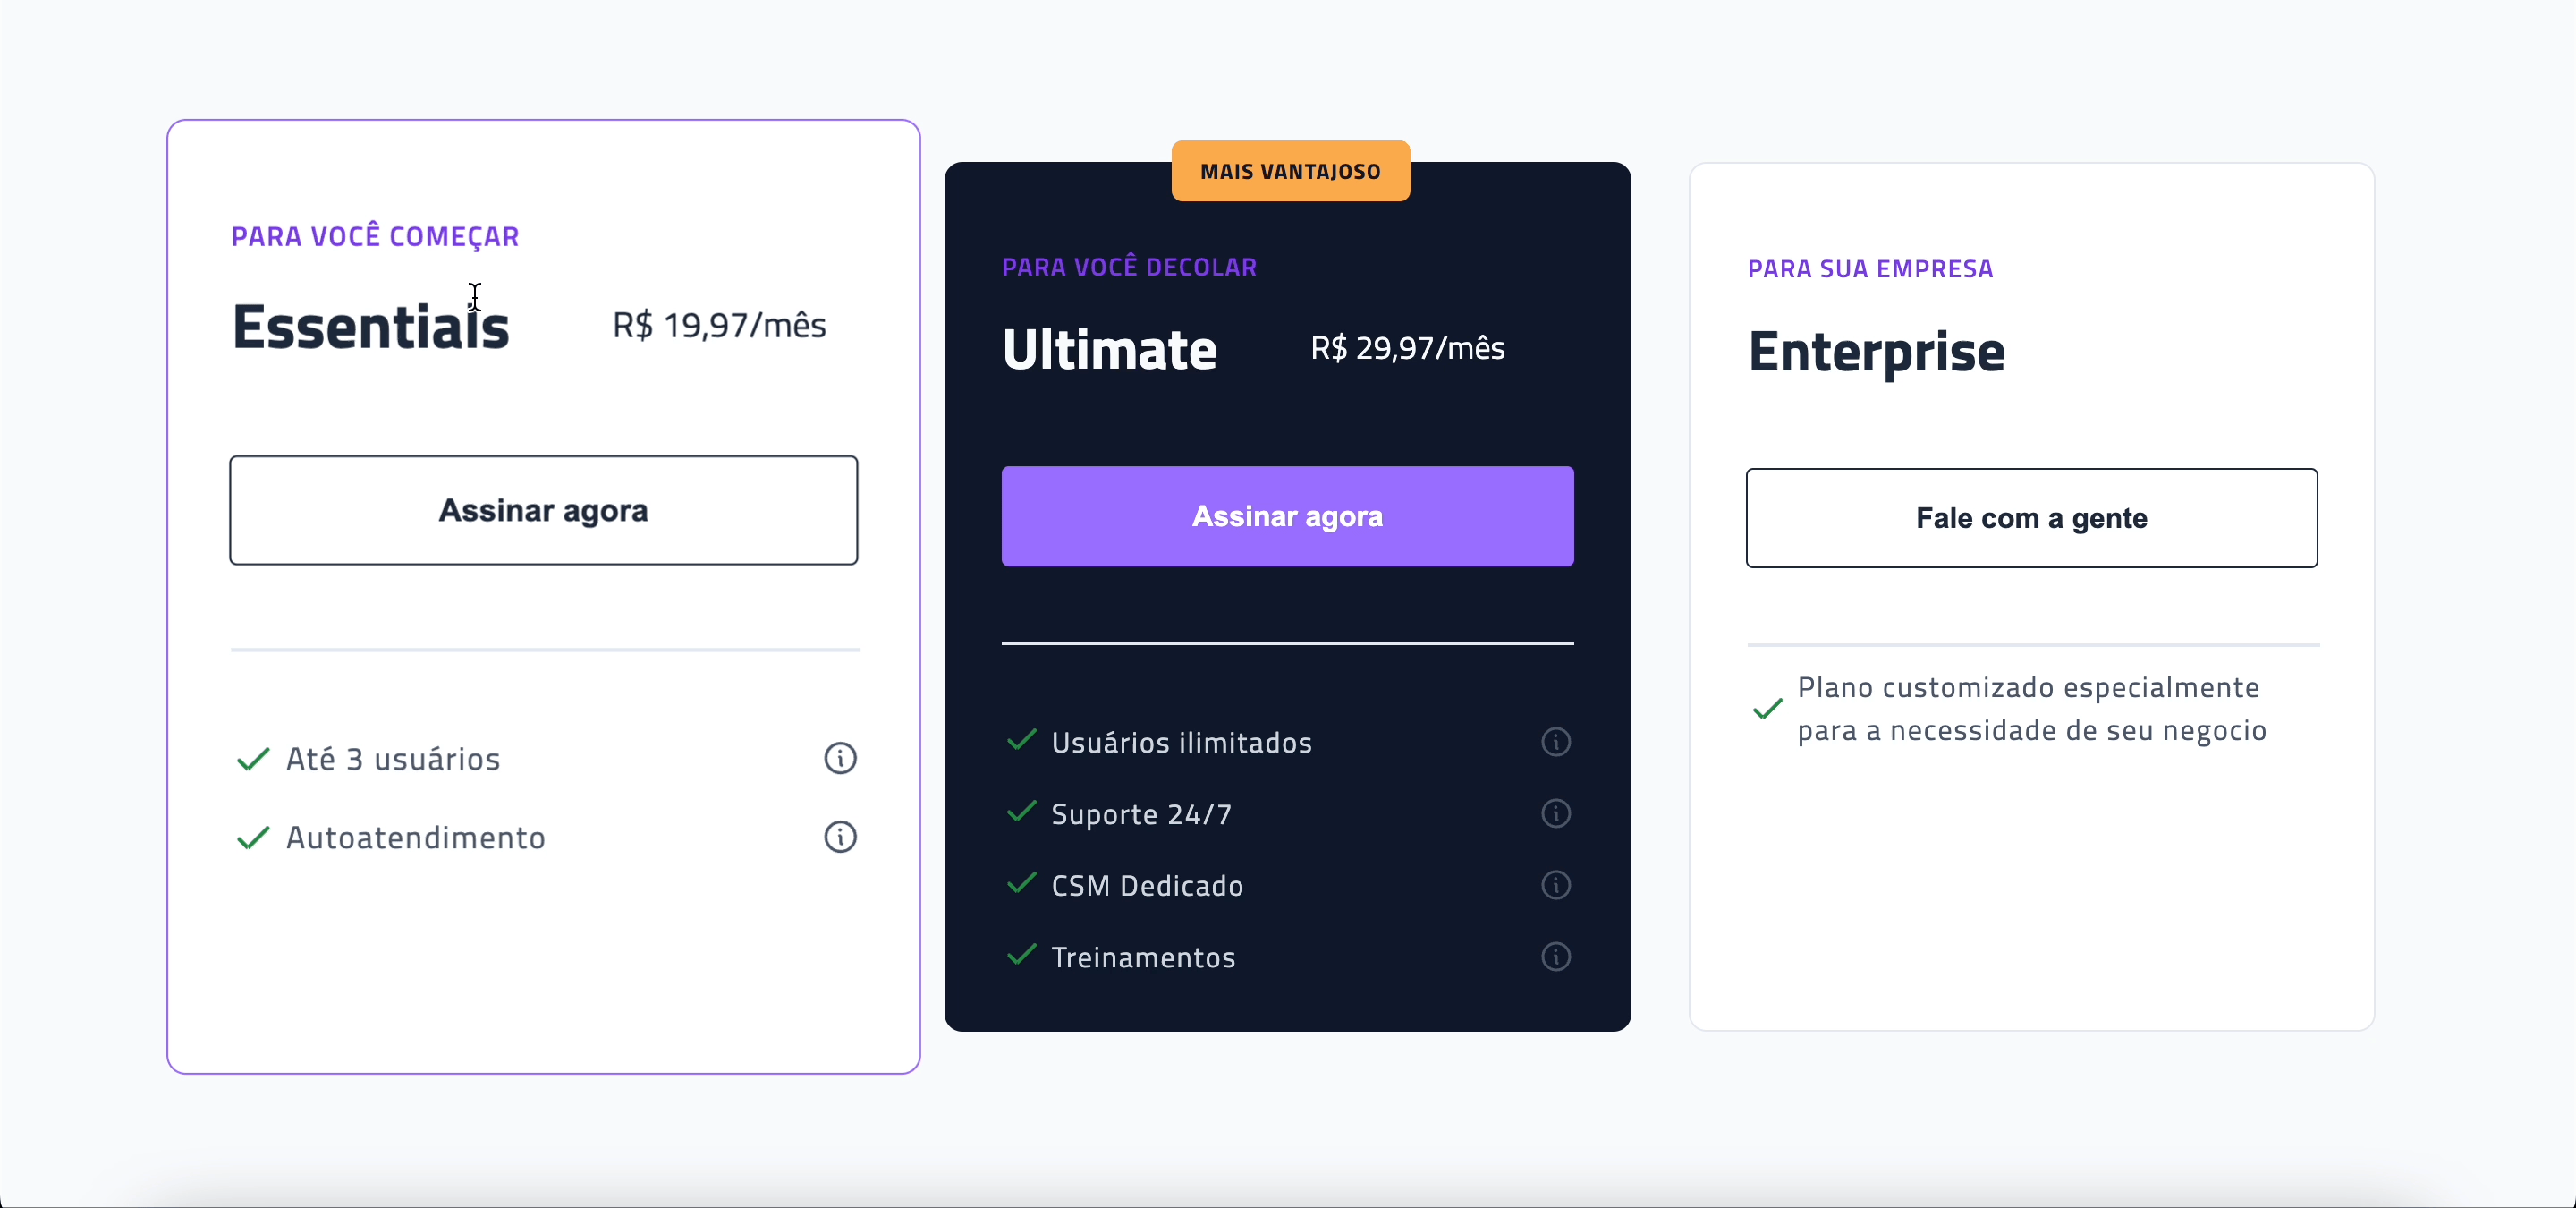 PARA VOCÊ COMEÇAR
Essentials R$ 19,97/mês
Assinar agora
Até 3 usuários
Autoatendimento
MAIS VANTAJOSO
PARA VOCÊ DECOLAR
Ultimate R$ 29,97/mês
Assinar agora
Usuários ilimitados
Suporte 24/7
CSM Dedicado
Treinamentos
PARA SUA EMPRESA
Enterprise
Fale com a gente
Plano customizado especialmente
para a necessidade de seu negocio